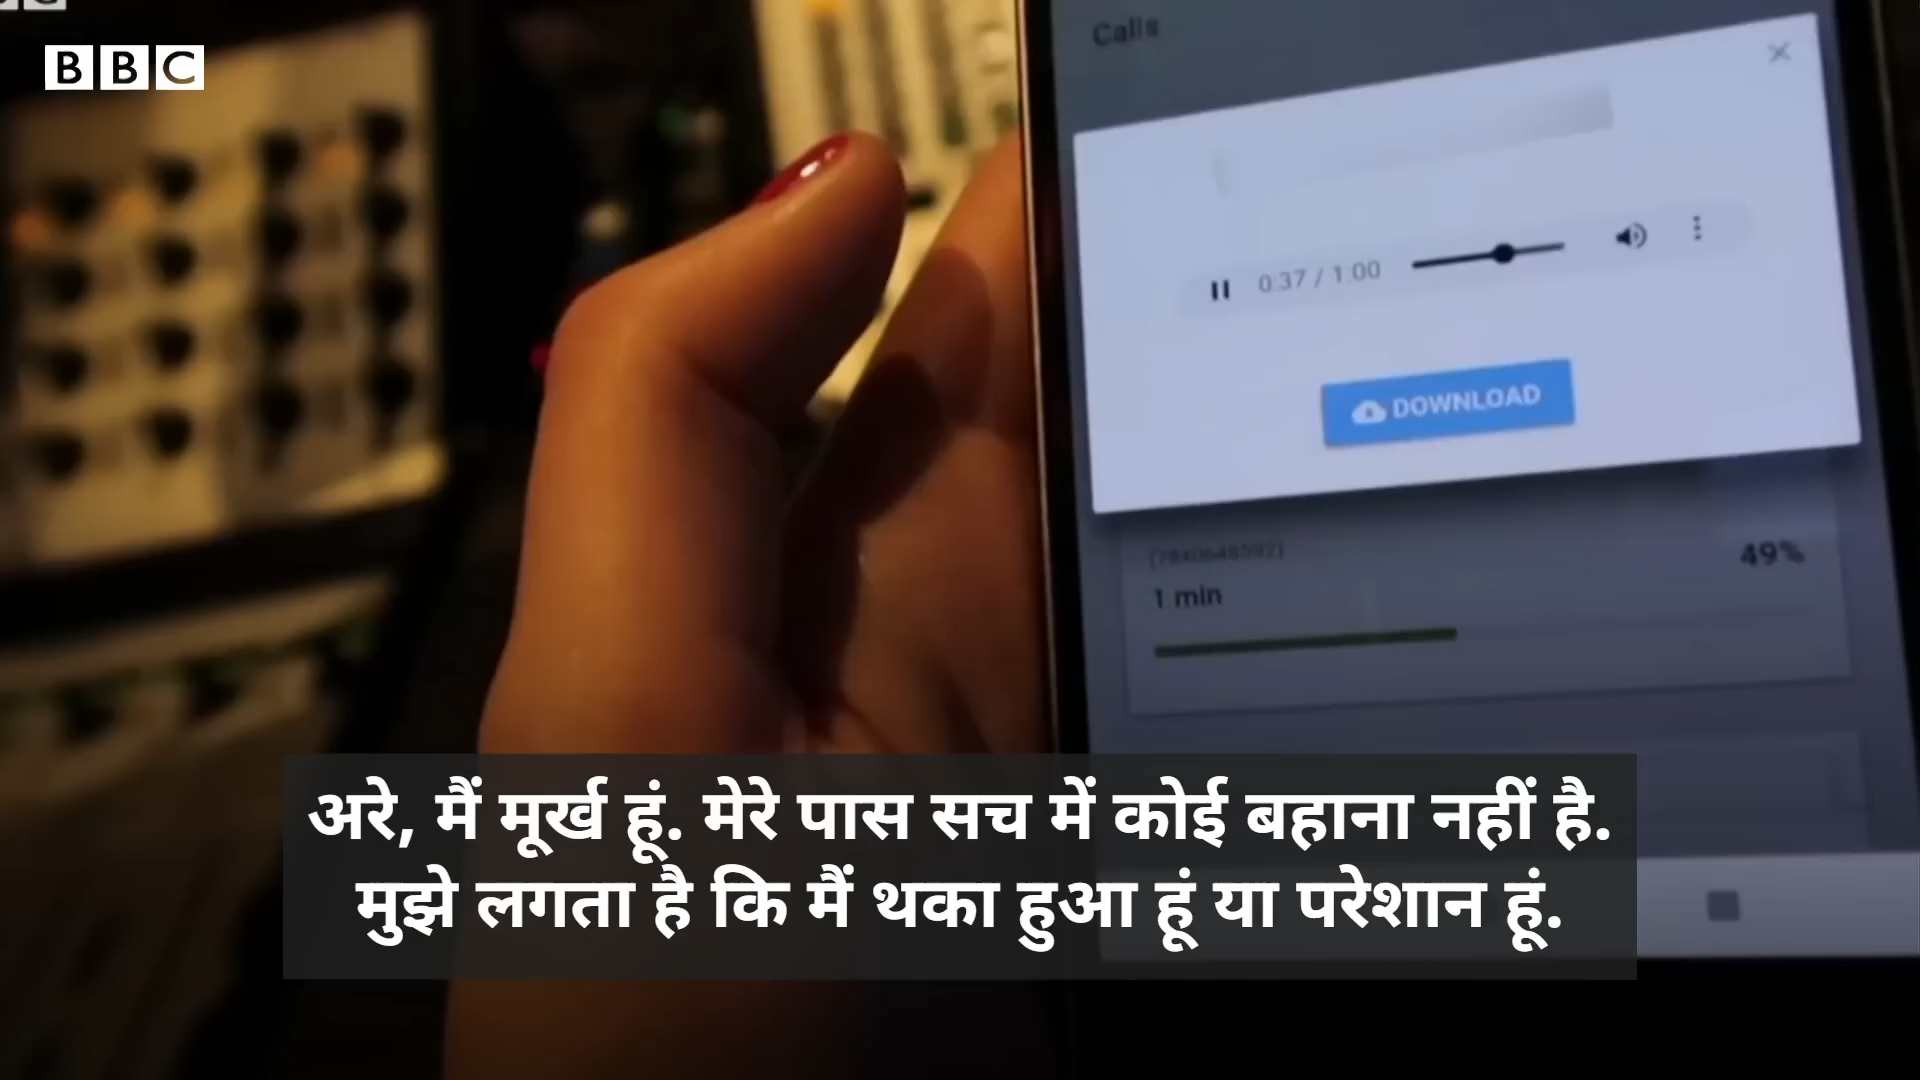 BBC
Calls
0:37 / 1:00
DOWNLOAD
49%
1 min
अरे, मैं मूर्ख हूं. मेरे पास सच में कोई बहाना नहीं है.
मुझे लगता है कि मैं थका हुआ हूं या परेशान हूं.